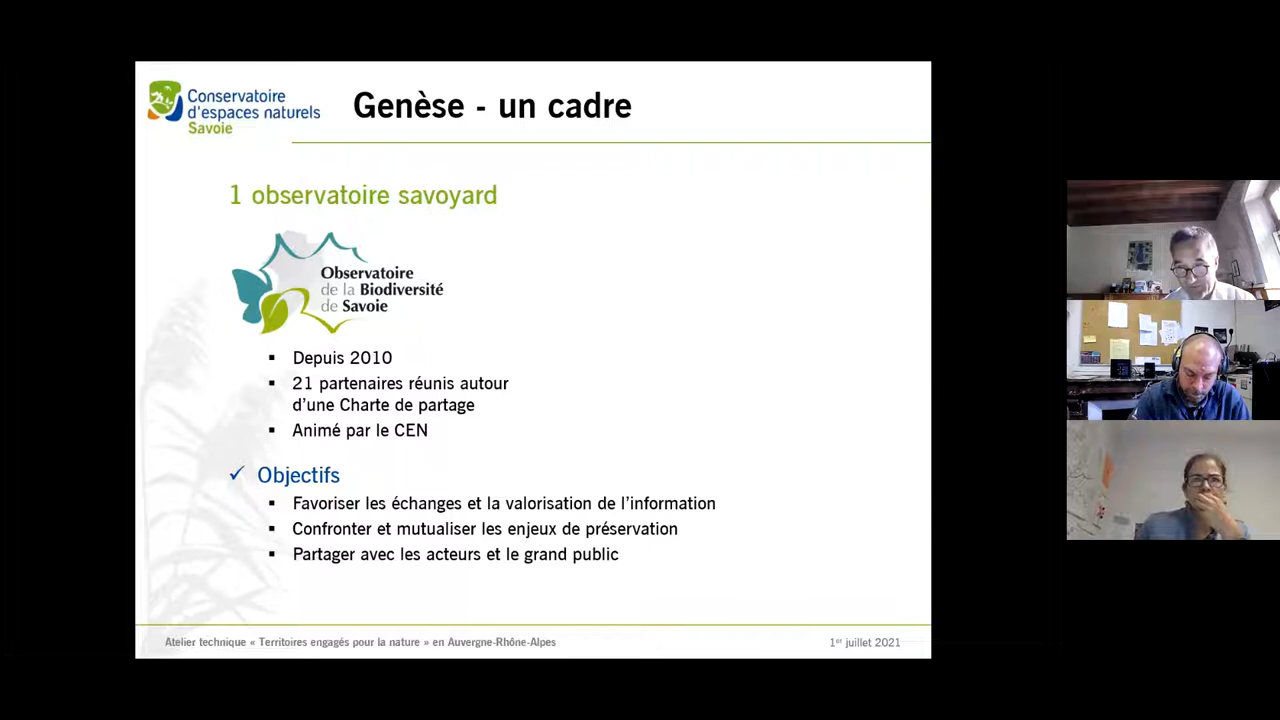 Conservatoire
d'espaces naturels
Savoie
Genèse - un cadre
1 observatoire savoyard
Observatoire
de la Biodiversité
de Savoie
▪ Depuis 2010
▪ 21 partenaires réunis autour
d'une Charte de partage
▪ Animé par le CEN
✓ Objectifs
▪ Favoriser les échanges et la valorisation de l'information
▪ Confronter et mutualiser les enjeux de préservation
▪ Partager avec les acteurs et le grand public
Atelier technique « Territoires engagés pour la nature » en Auvergne-Rhône-Alpes
1er juillet 2021